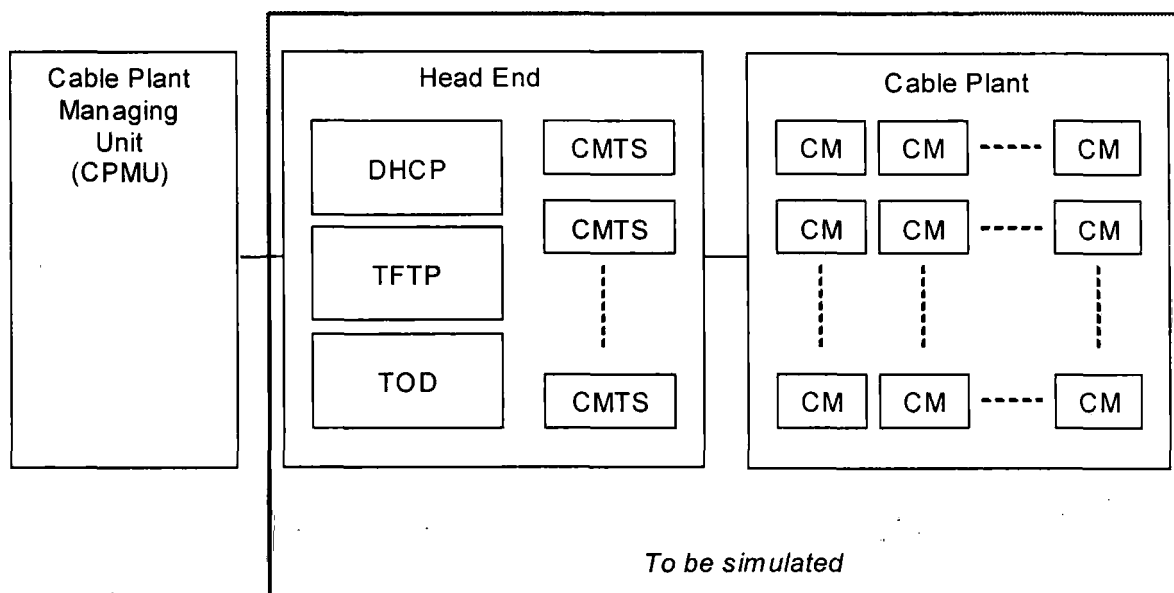 Cable Plant
Managing
Unit
(CPMU)
Head End
DHCP
TFTP
TOD
CMTS
CMTS
CMTS
Cable Plant
CM CM CM
CM CM CM
CM CM CM
To be simulated